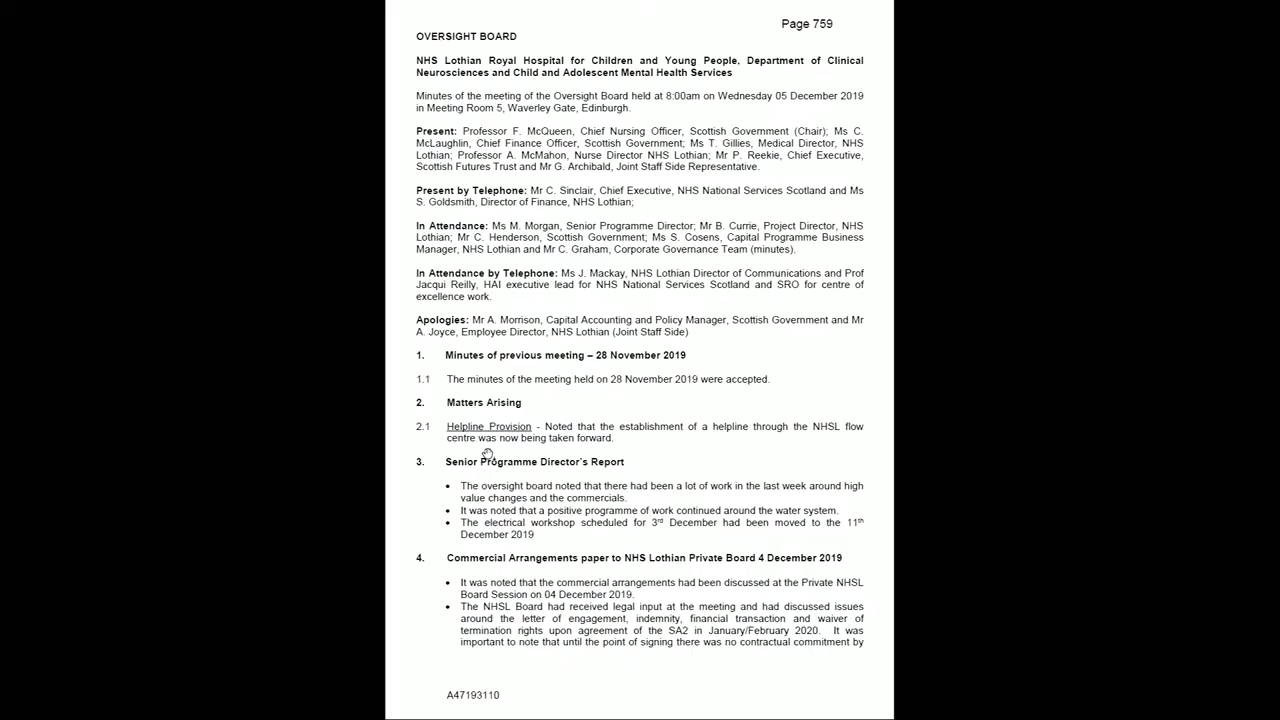 Page 759
OVERSIGHT BOARD
NHS Lothian Royal Hospital for Children and Young People, Department of Clinical
Neurosciences and Child and Adolescent Mental Health Services
Minutes of the meeting of the Oversight Board held at 8:00am on Wednesday 05 December 2019
in Meeting Room 5, Waverley Gate, Edinburgh.
Present: Professor F. McQueen, Chief Nursing Officer, Scottish Government (Chair); Ms C.
McLaughlin, Chief Finance Officer, Scottish Government; Ms T. Gillies, Medical Director, NHS
Lothian; Professor A. McMahon, Nurse Director NHS Lothian; Mr P. Reekie, Chief Executive,
Scottish Futures Trust and Mr G. Archibald, Joint Staff Side Representative.
Present by Telephone: Mr C. Sinclair, Chief Executive, NHS National Services Scotland and Ms
S. Goldsmith, Director of Finance, NHS Lothian;
In Attendance: Ms M. Morgan, Senior Programme Director; Mr B. Currie, Project Director, NHS
Lothian; Mr C. Henderson, Scottish Government; Ms S. Cosens, Capital Programme Business
Manager, NHS Lothian and Mr C. Graham, Corporate Governance Team (minutes).
In Attendance by Telephone: Ms J. Mackay, NHS Lothian Director of Communications and Prof
Jacqui Reilly, HAI executive lead for NHS National Services Scotland and SRO for centre of
excellence work.
Apologies: Mr A. Morrison, Capital Accounting and Policy Manager, Scottish Government and Mr
A. Joyce, Employee Director, NHS Lothian (Joint Staff Side)
1. Minutes of previous meeting – 28 November 2019
1.1 The minutes of the meeting held on 28 November 2019 were accepted.
2. Matters Arising
2.1 Helpline Provision - Noted that the establishment of a helpline through the NHSL flow
centre was now being taken forward.
3. Senior Programme Director's Report
• The oversight board noted that there had been a lot of work in the last week around high
value changes and the commercials.
• It was noted that a positive programme of work continued around the water system.
• The electrical workshop scheduled for 3rd December had been moved to the 11th
December 2019
4. Commercial Arrangements paper to NHS Lothian Private Board 4 December 2019
• It was noted that the commercial arrangements had been discussed at the Private NHSL
Board Session on 04 December 2019.
• The NHSL Board had received legal input at the meeting and had discussed issues
around the letter of engagement, indemnity, financial transaction and waiver of
termination rights upon agreement of the SA2 in January/February 2020. It was
important to note that until the point of signing there was no contractual commitment by
A47193110